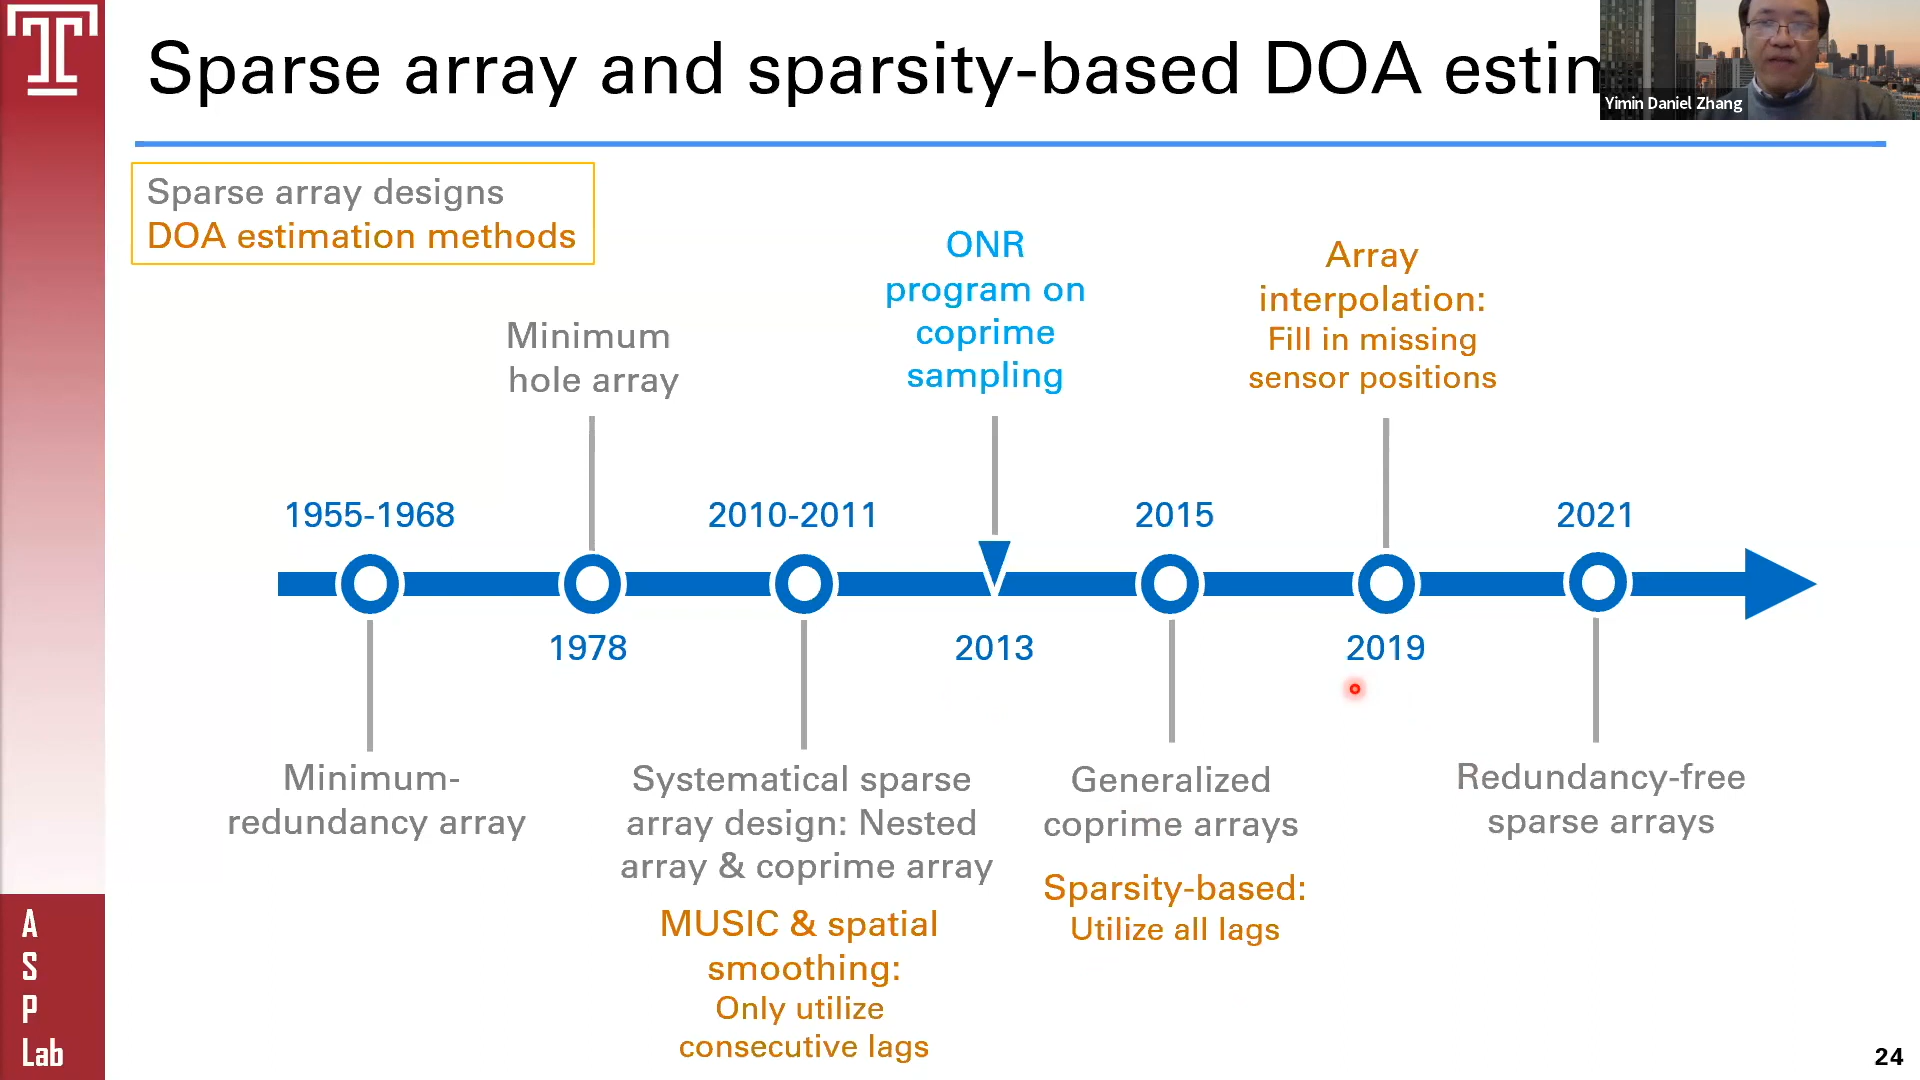 Sparse array and sparsity-based DOA estim
Yimin Daniel Zhang
Sparse array designs
DOA estimation methods
ONR
program on
coprime
sampling
Array
interpolation:
Fill in missing
sensor positions
Minimum
hole array
1955-1968
2010-2011
2015
2021
1978
2013
2019
Minimum-
redundancy array
Systematical sparse
array design: Nested
array & coprime array
MUSIC & spatial
smoothing:
Only utilize
consecutive lags
Generalized
coprime arrays
Sparsity-based:
Utilize all lags
Redundancy-free
sparse arrays
A
S
P
Lab
24